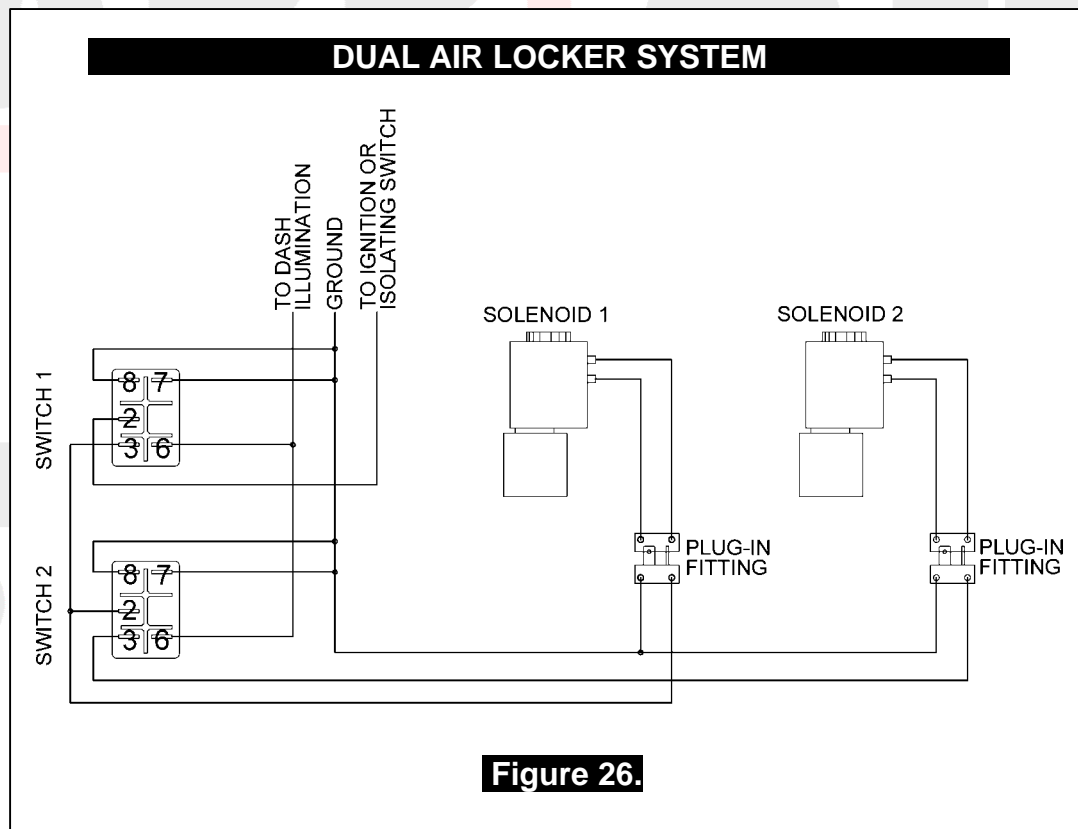 DUAL AIR LOCKER SYSTEM
TO DASH
ILLUMINATION
GROUND
TO IGNITION OR
ISOLATING SWITCH
SOLENOID 1
SOLENOID 2
SWITCH 1
8 7
2
3 6
SWITCH 2
8 7
2
3 6
PLUG-IN
FITTING
PLUG-IN
FITTING
Figure 26.